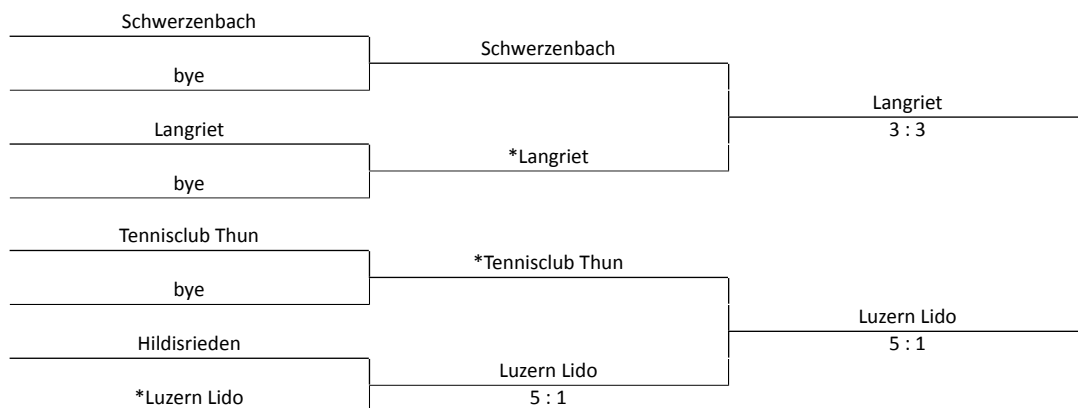 Schwerzenbach
Schwerzenbach
bye
Langriet
3 : 3
Langriet
*Langriet
bye
Tennisclub Thun
*Tennisclub Thun
bye
Luzern Lido
5 : 1
Hildisrieden
Luzern Lido
5 : 1
*Luzern Lido